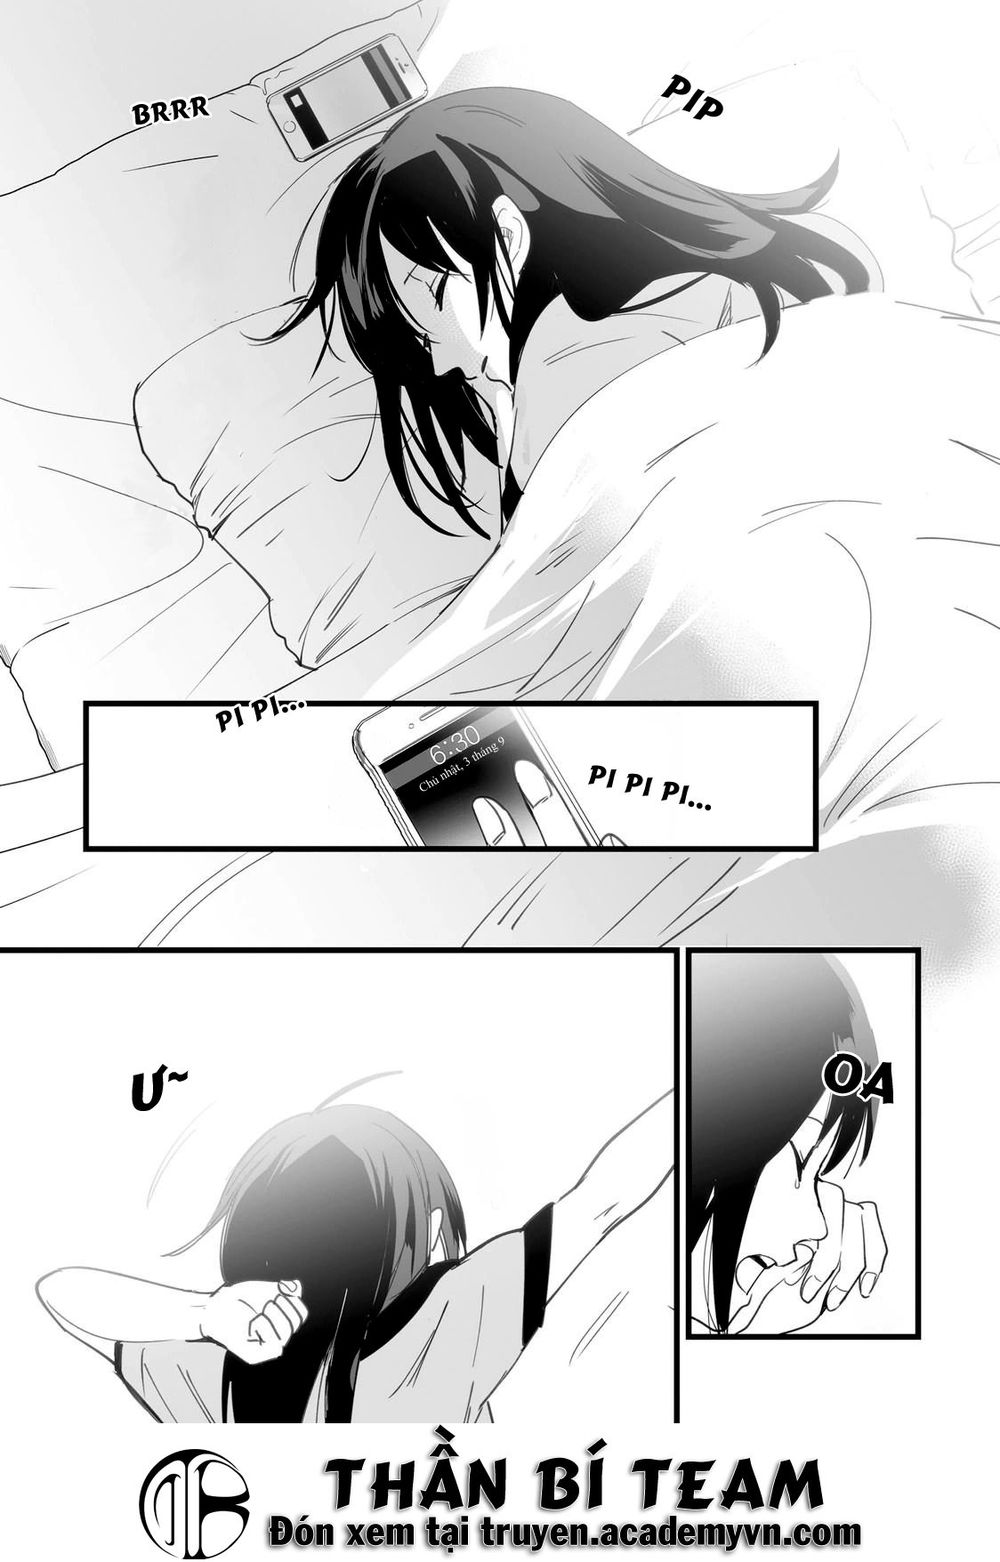 BRRR
PIP
PI PI...
6:30
Chủ nhật, 3 tháng 9
PI PI PI...
Ư~
OA
THẦN BÍ TEAM
Đón xem tại truyen.academyvn.com